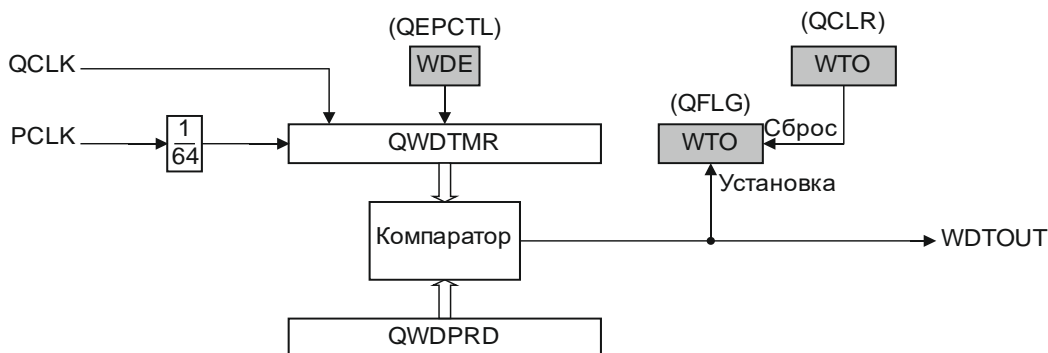 (QEPCTL)
(QCLR)
QCLK
WDE
WTO
(QFLG)
PCLK
1
64
QWDTMR
WTO
Сброс
Установка
Компаратор
WDTOUT
QWDPRD